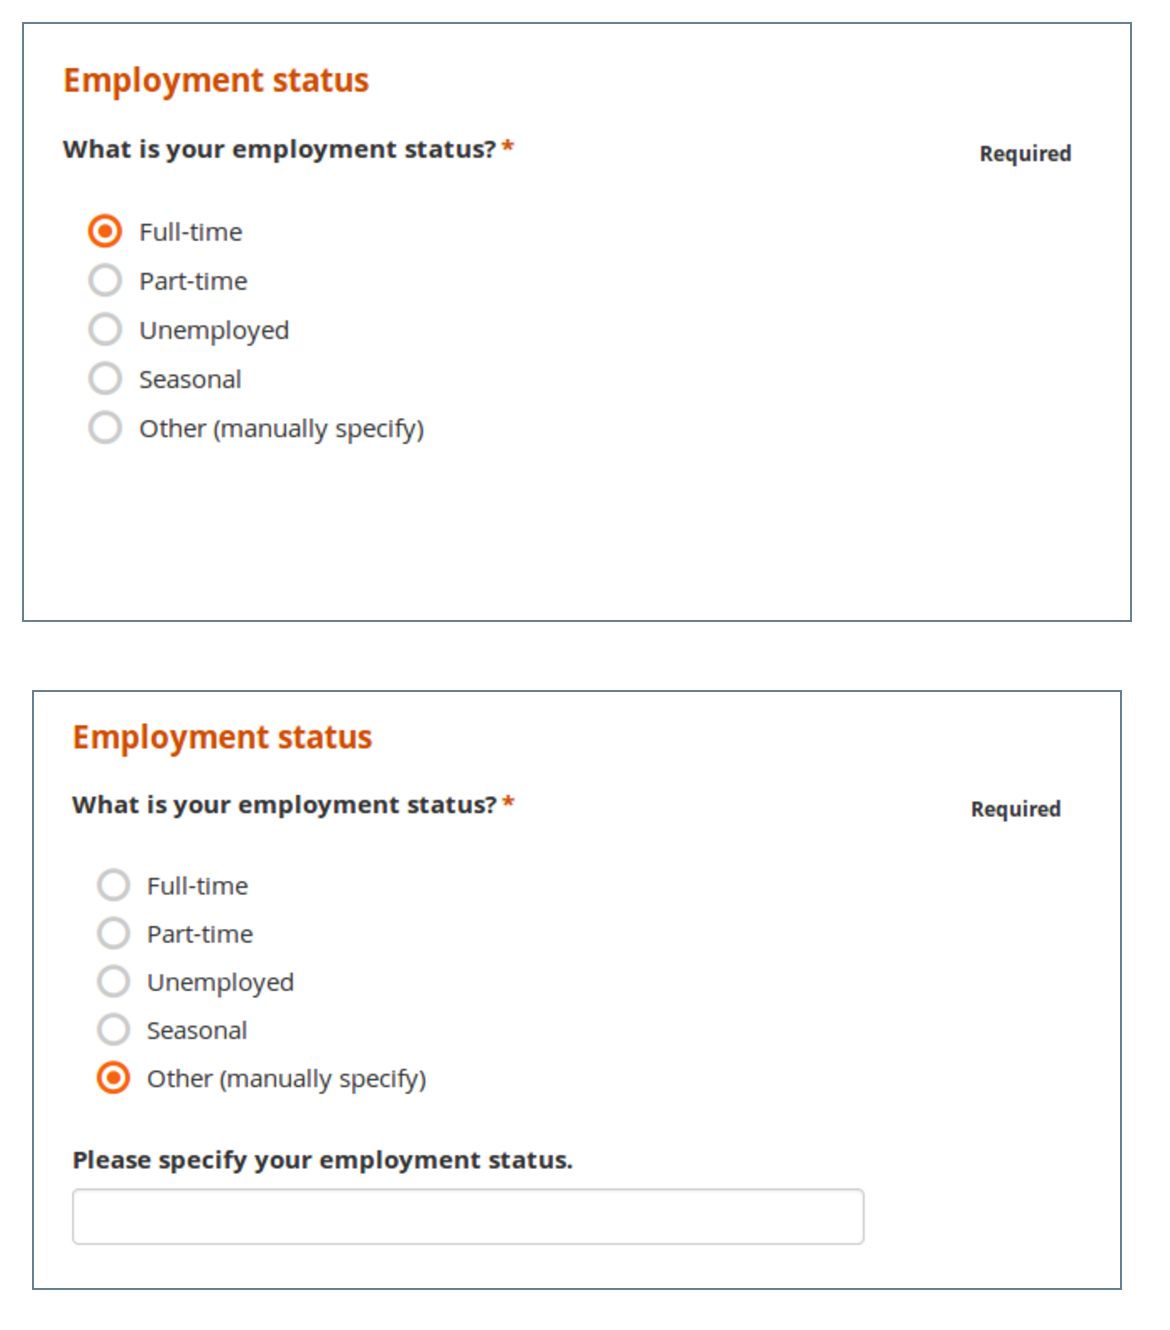 Employment status
What is your employment status? *
Required
Full-time
Part-time
Unemployed
Seasonal
Other (manually specify)
Employment status
What is your employment status? *
Required
Full-time
Part-time
Unemployed
Seasonal
Other (manually specify)
Please specify your employment status.